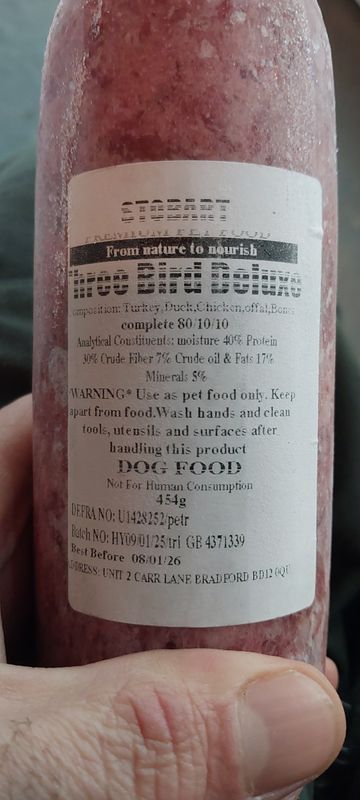 STOBART
PREMIUM PET FOOD
From nature to nourish
Three Bird Deluxe
composition: Turkey,Duck,Chicken,offal,Bone
complete 80/10/10
Analytical Constituents: moisture 40% Protein
30% Crude Fiber 7% Crude oil & Fats 17%
Minerals 5%
WARNING* Use as pet food only. Keep
apart from food.Wash hands and clean
tools, utensils and surfaces after
handling this product
DOG FOOD
Not For Human Consumption
454g
DEFRA NO: U1428252/petr
Batch NO: HY09/01/25/tri GB 4371339
Best Before 08/01/26
ADDRESS: UNIT 2 CARR LANE BRADFORD BD12 0QU